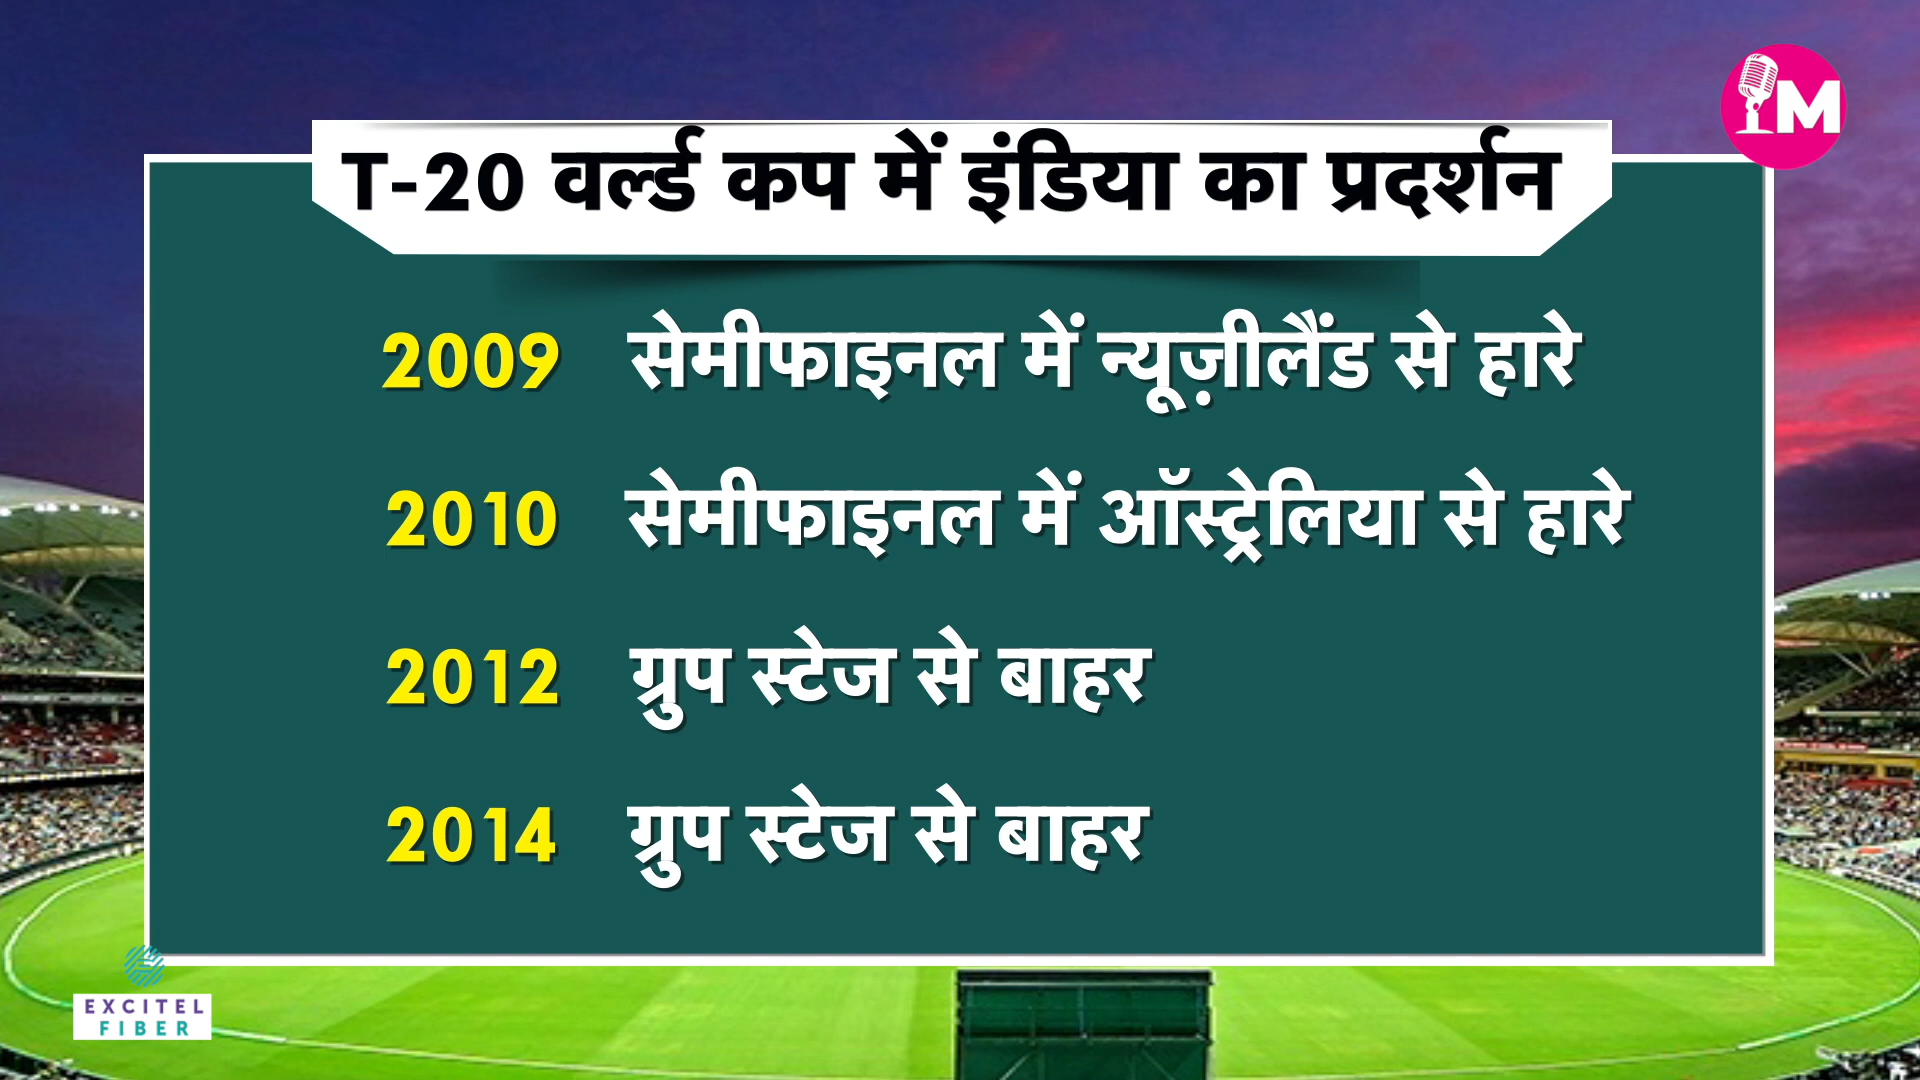 T-20 वर्ल्ड कप में इंडिया का प्रदर्शन
2009 सेमीफाइनल में न्यूज़ीलैंड से हारे
2010 सेमीफाइनल में ऑस्ट्रेलिया से हारे
2012 ग्रुप स्टेज से बाहर
2014 ग्रुप स्टेज से बाहर
M
EXCITEL
FIBER